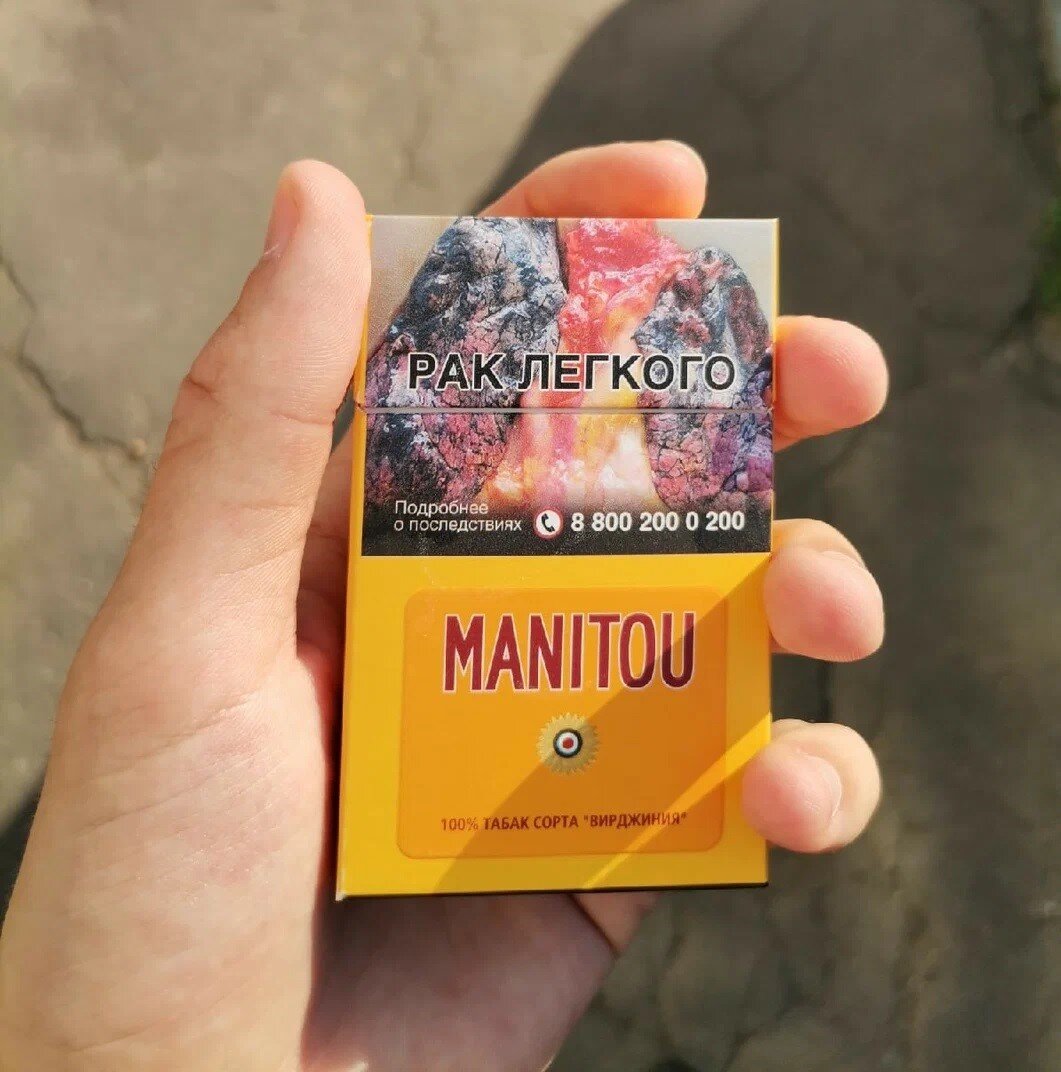 РАК ЛЕГКОГО
Подробнее
о последствиях 8 800 200 0 200
MANITOU
100% ТАБАК СОРТА "ВИРДЖИНИЯ"